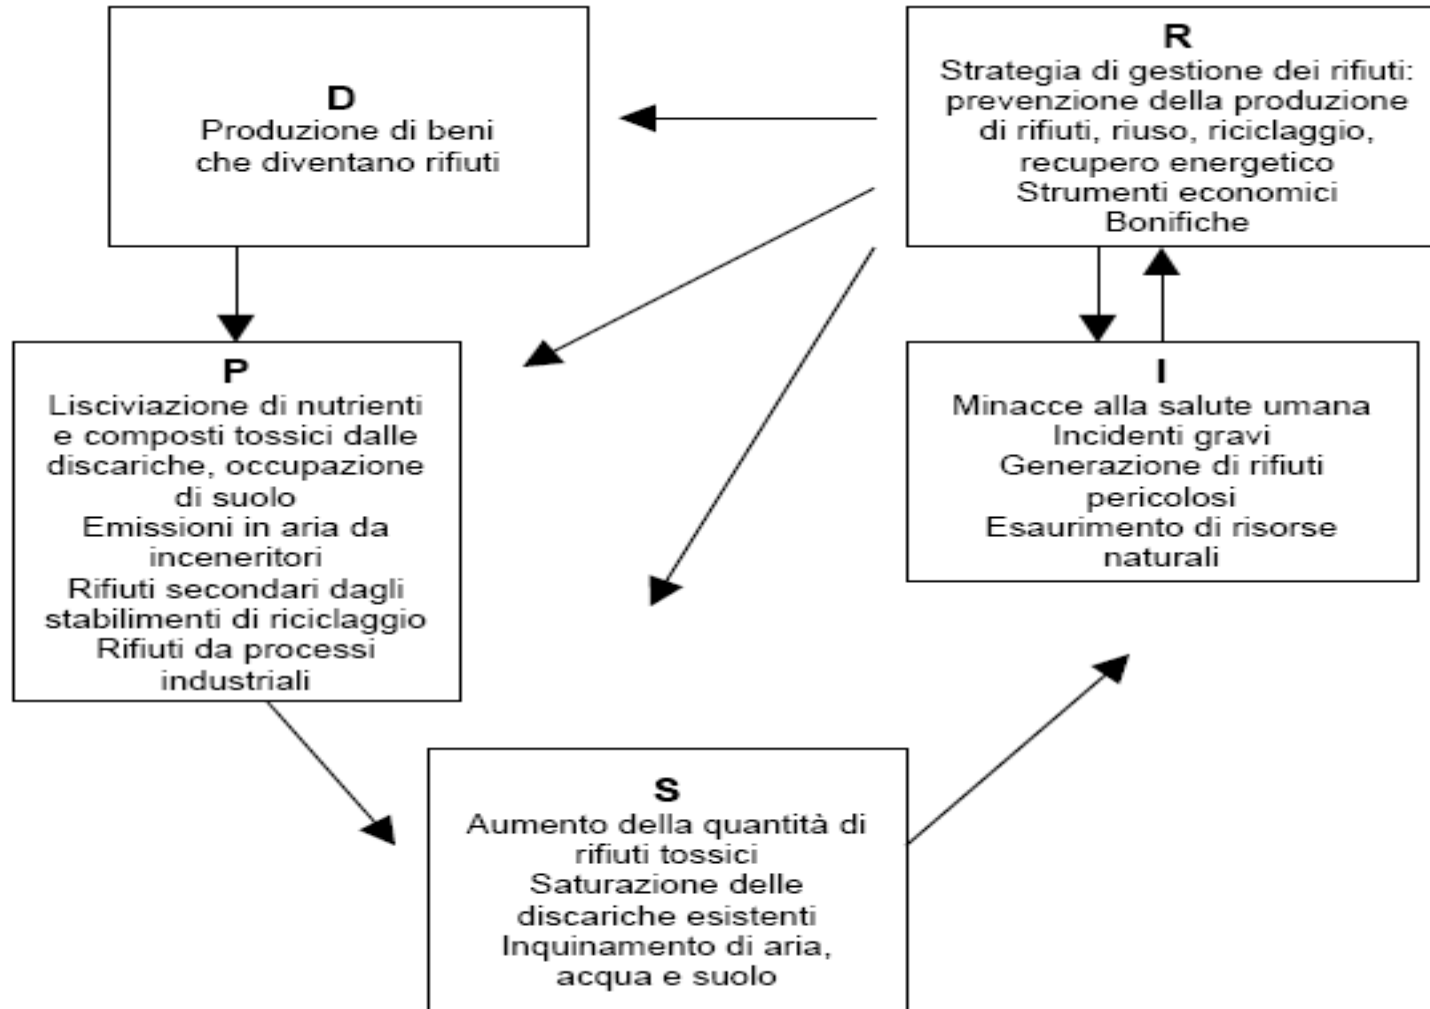 D
Produzione di beni
che diventano rifiuti
R
Strategia di gestione dei rifiuti:
prevenzione della produzione
di rifiuti, riuso, riciclaggio,
recupero energetico
Strumenti economici
Bonifiche
P
Lisciviazione di nutrienti
e composti tossici dalle
discariche, occupazione
di suolo
Emissioni in aria da
inceneritori
Rifiuti secondari dagli
stabilimenti di riciclaggio
Rifiuti da processi
industriali
I
Minacce alla salute umana
Incidenti gravi
Generazione di rifiuti
pericolosi
Esaurimento di risorse
naturali
S
Aumento della quantità di
rifiuti tossici
Saturazione delle
discariche esistenti
Inquinamento di aria,
acqua e suolo